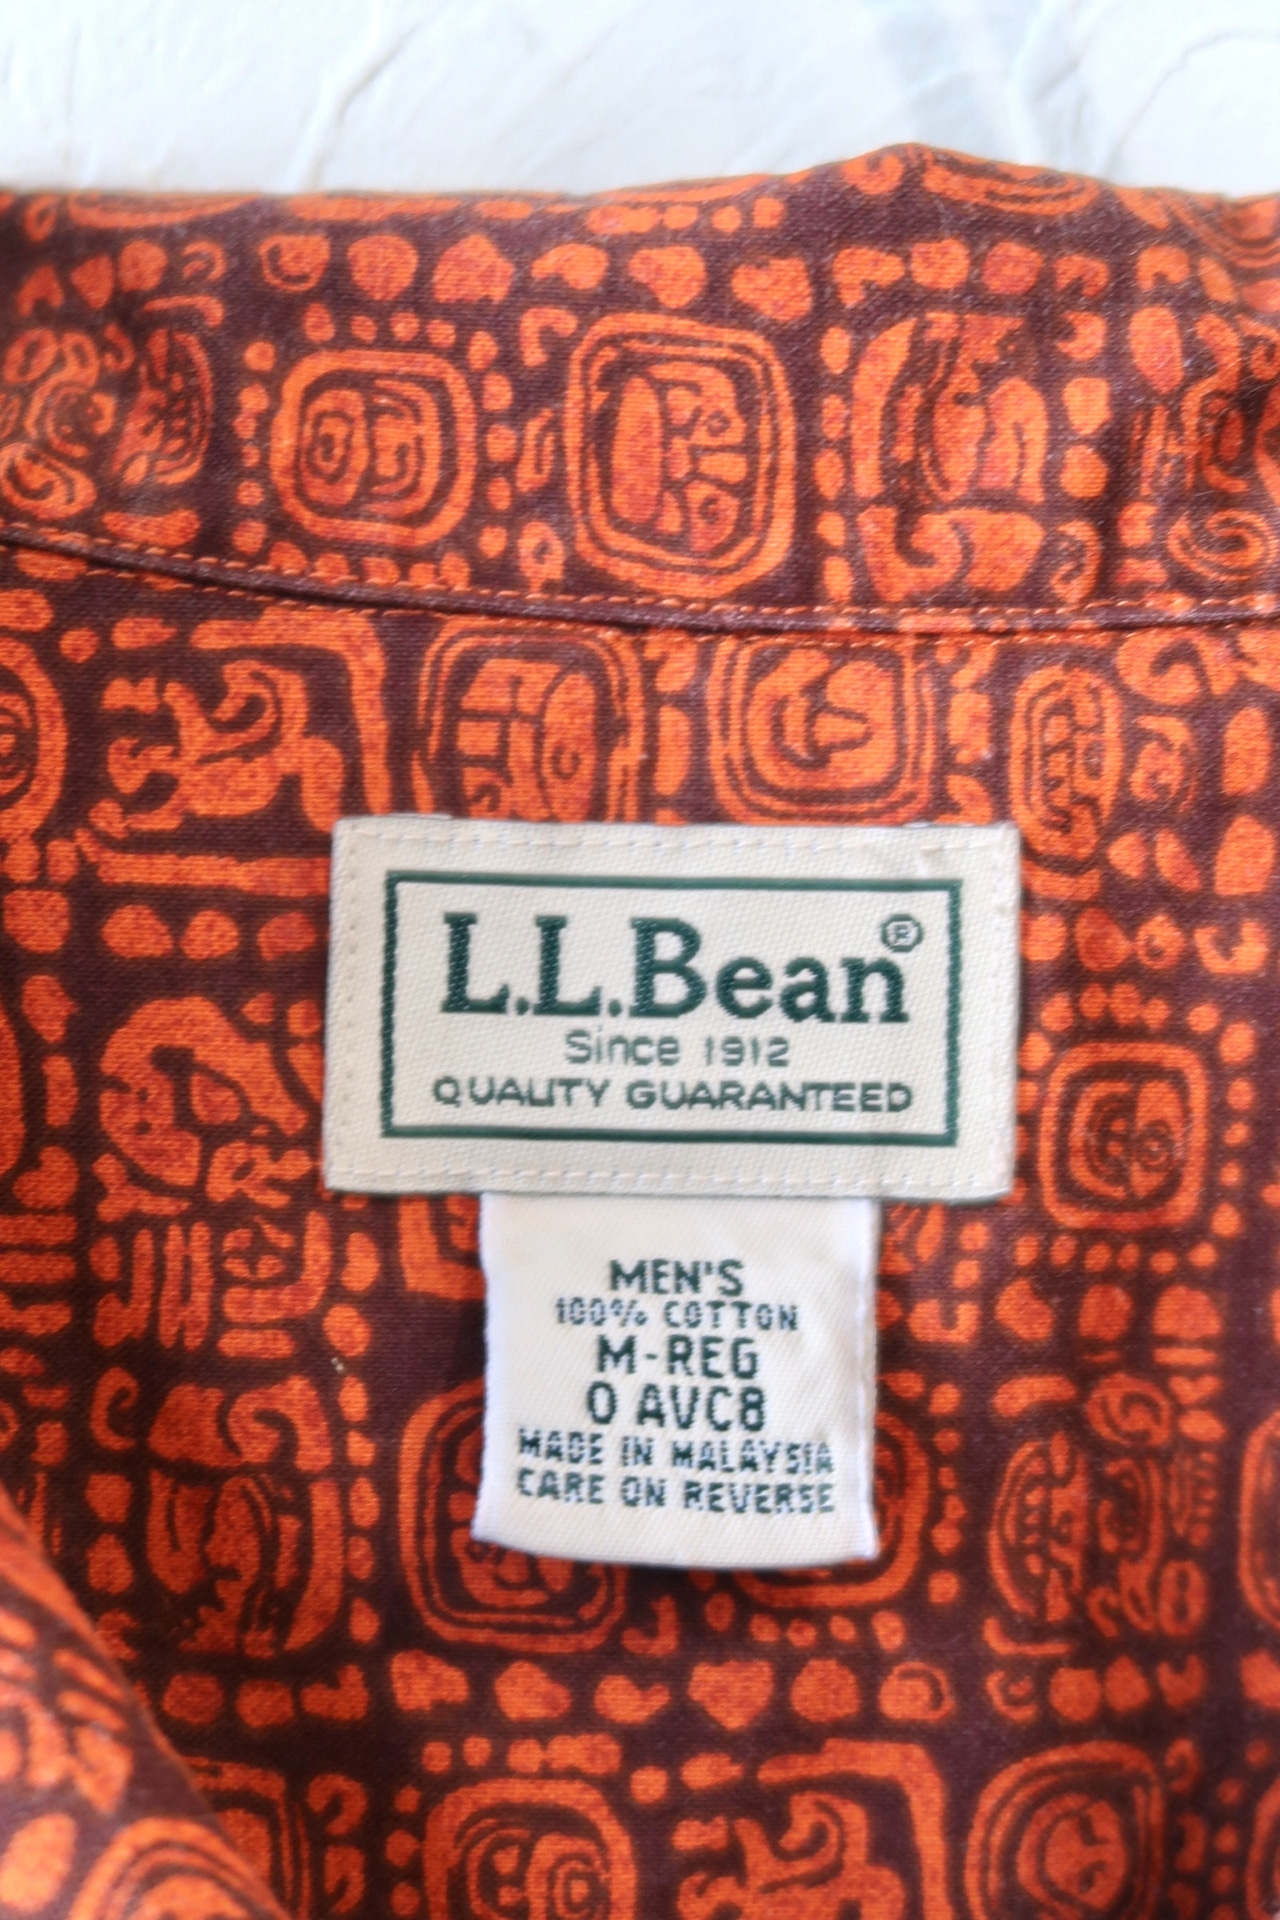 L.L.Bean®
Since 1912
QUALITY GUARANTEED
MEN'S
100% COTTON
M-REG
0 AVC8
MADE IN MALAYSIA
CARE ON REVERSE